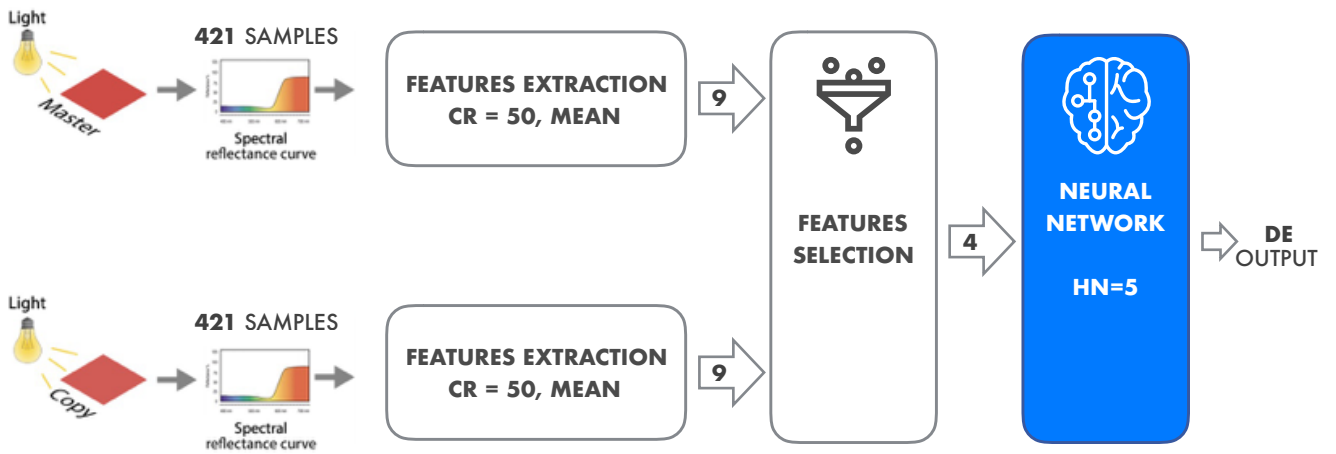 Light
Master
421 SAMPLES
Spectral
reflectance curve
FEATURES EXTRACTION
CR = 50, MEAN
9
Light
Copy
421 SAMPLES
Spectral
reflectance curve
FEATURES EXTRACTION
CR = 50, MEAN
9
FEATURES
SELECTION
4
NEURAL
NETWORK
HN=5
DE
OUTPUT